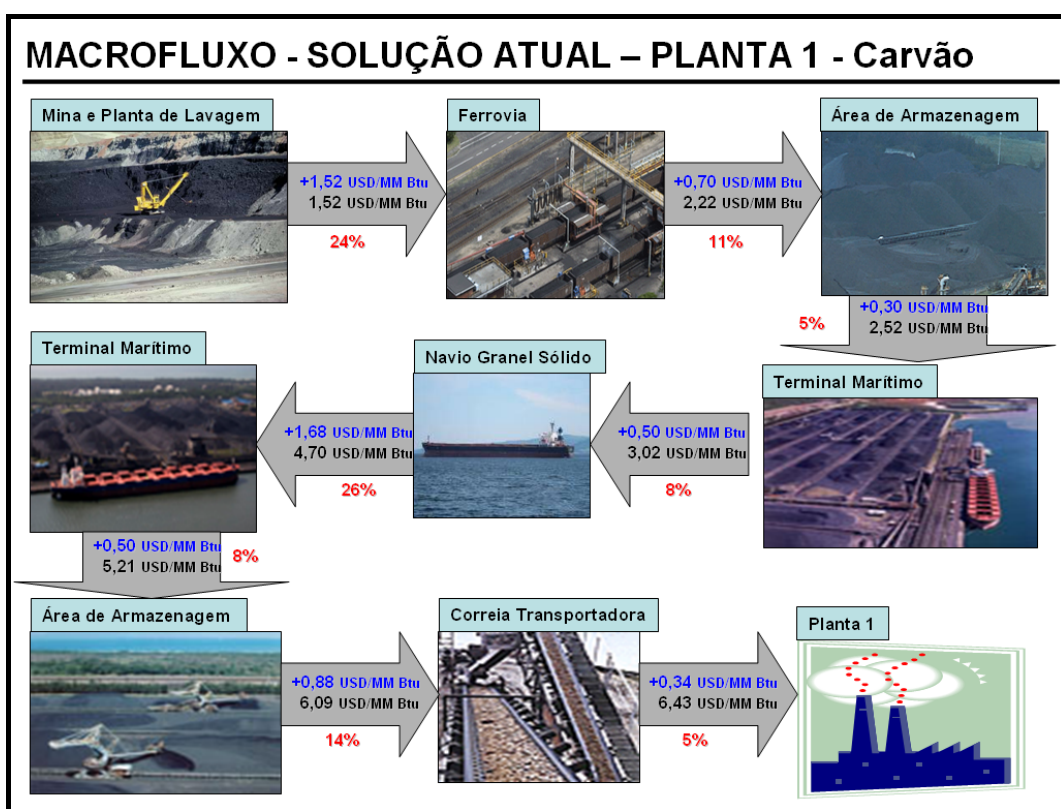 MACROFLUXO - SOLUÇÃO ATUAL – PLANTA 1 - Carvão
Mina e Planta de Lavagem
+1,52 USD/MM Btu
1,52 USD/MM Btu
24%
Ferrovia
+0,70 USD/MM Btu
2,22 USD/MM Btu
11%
Área de Armazenagem
+0,30 USD/MM Btu
2,52 USD/MM Btu
5%
Terminal Marítimo
+0,50 USD/MM Btu
3,02 USD/MM Btu
8%
Navio Granel Sólido
+1,68 USD/MM Btu
4,70 USD/MM Btu
26%
Terminal Marítimo
+0,50 USD/MM Btu
5,21 USD/MM Btu
8%
Área de Armazenagem
+0,88 USD/MM Btu
6,09 USD/MM Btu
14%
Correia Transportadora
+0,34 USD/MM Btu
6,43 USD/MM Btu
5%
Planta 1